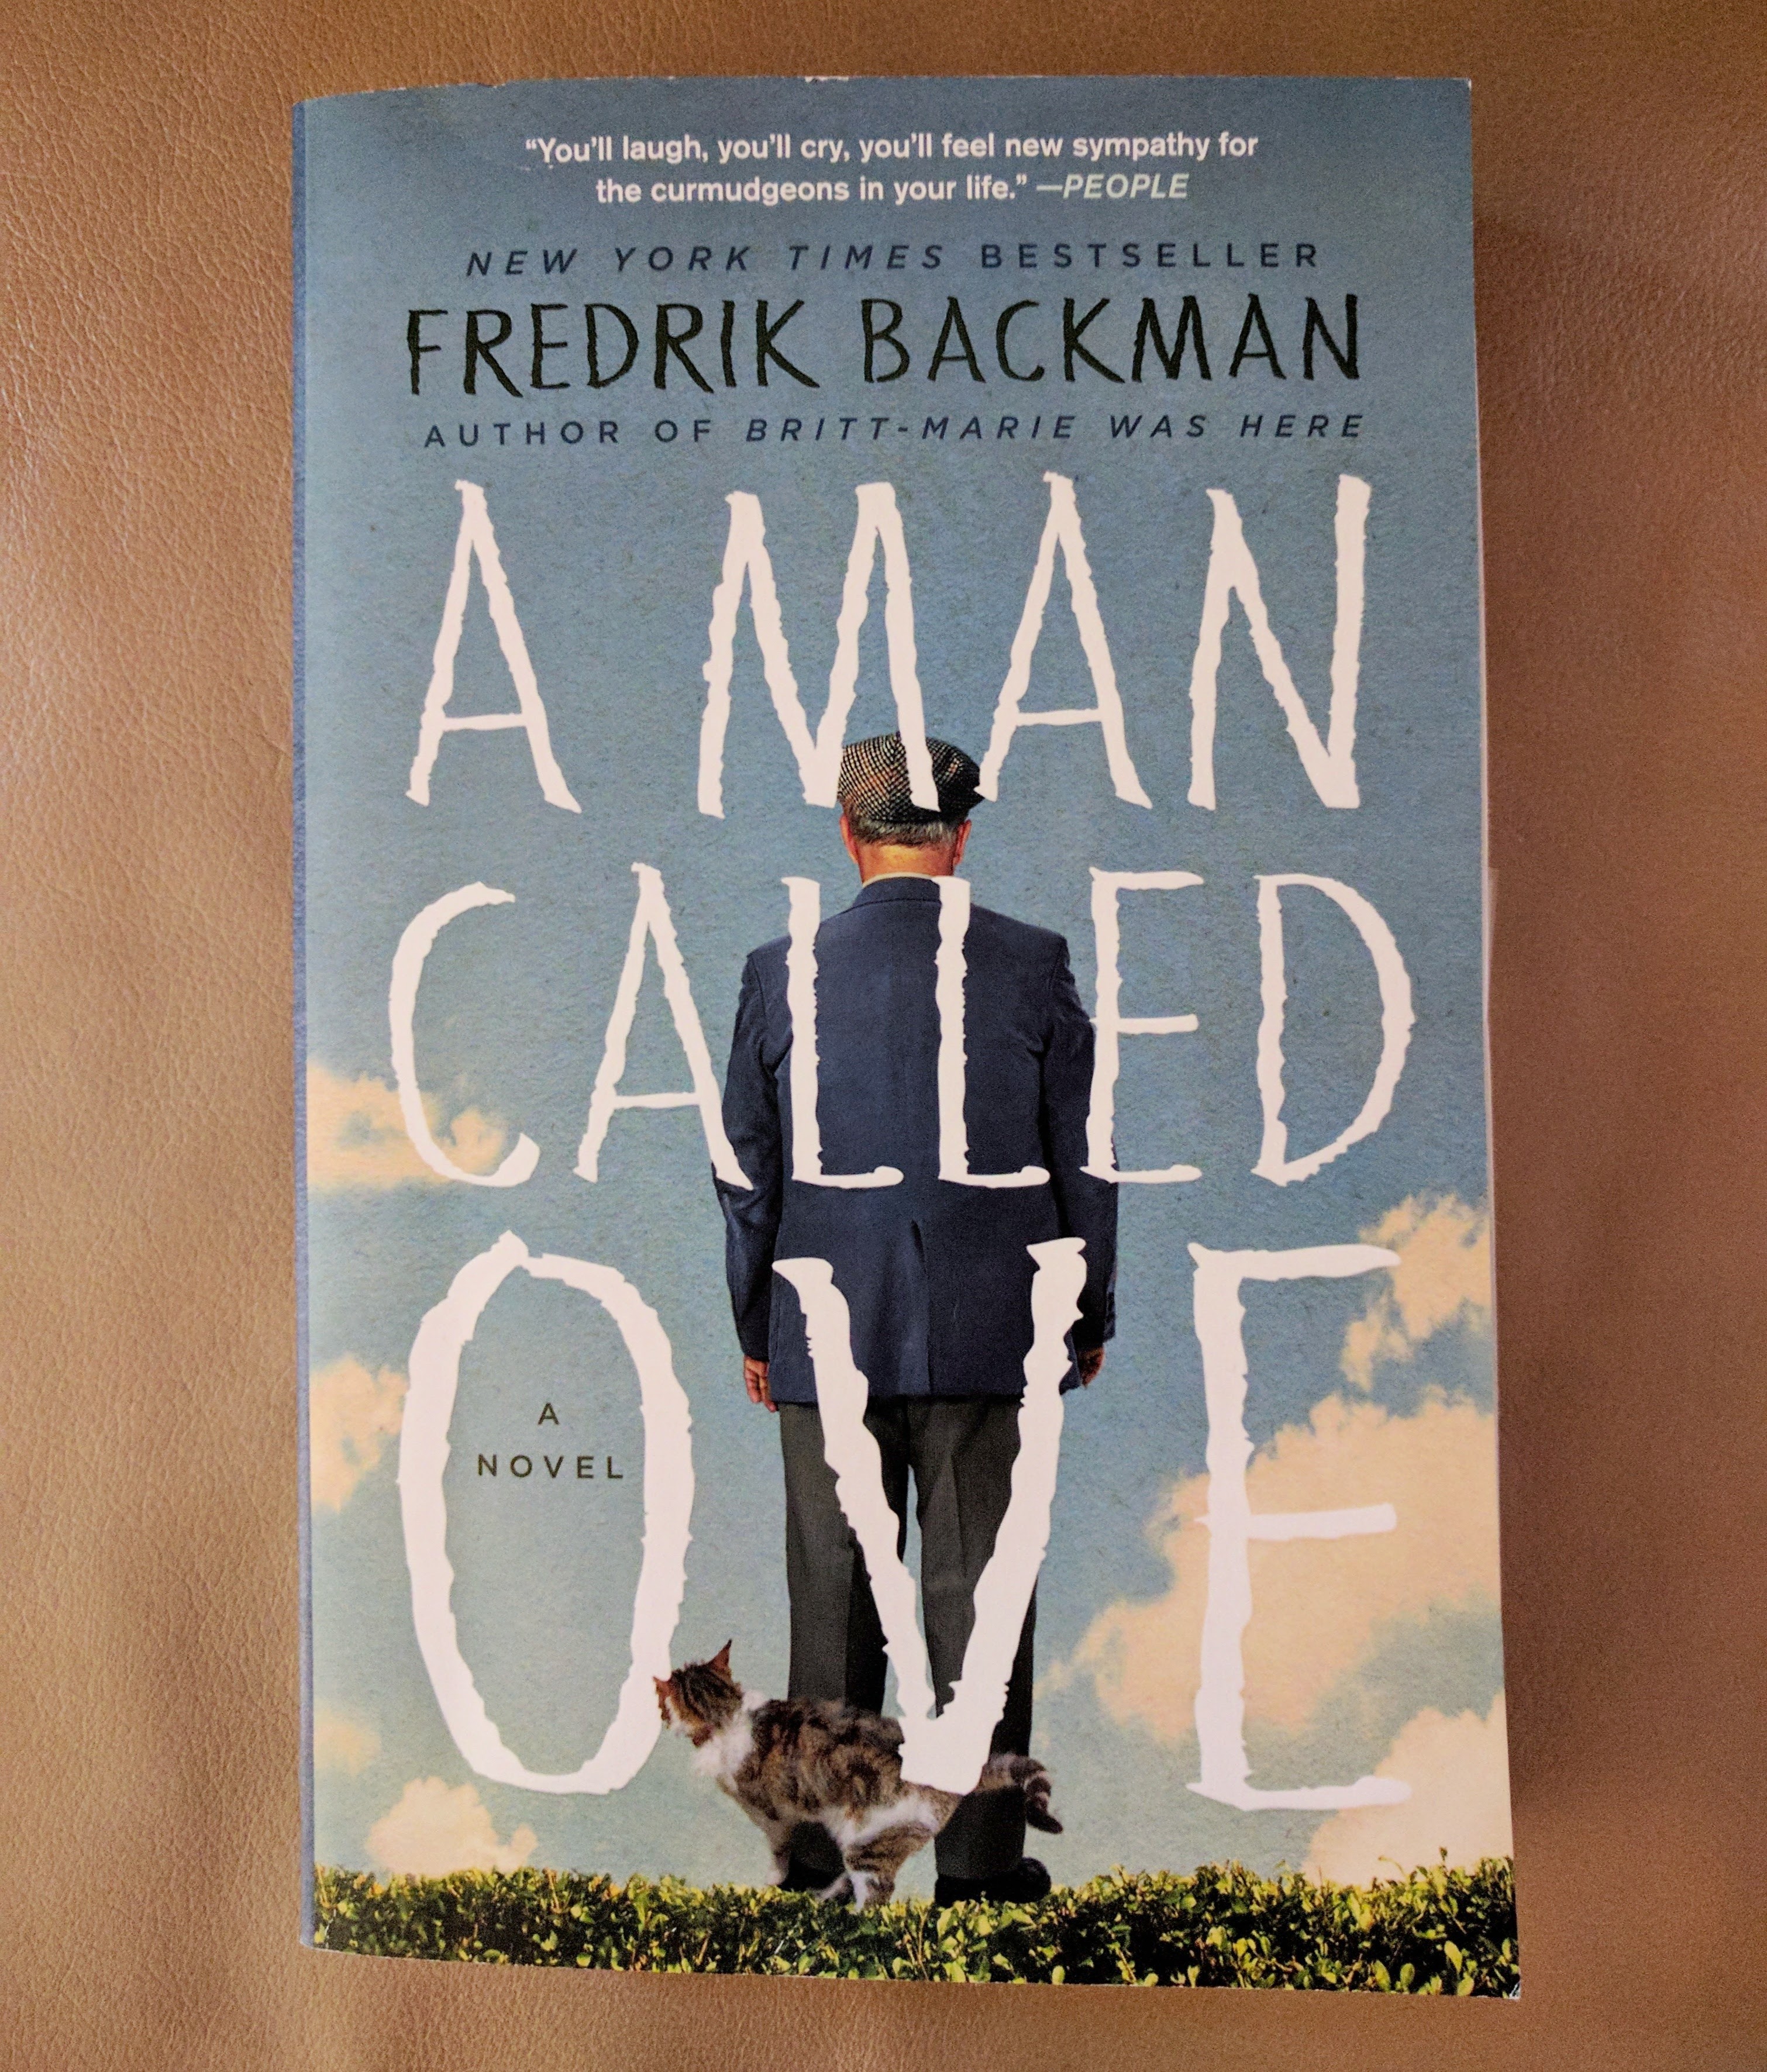 “You’ll laugh, you’ll cry, you’ll feel new sympathy for
the curmudgeons in your life.” —PEOPLE
NEW YORK TIMES BESTSELLER
FREDRIK BACKMAN
AUTHOR OF BRITT-MARIE WAS HERE
A MAN
CALLED
OVE
A
NOVEL